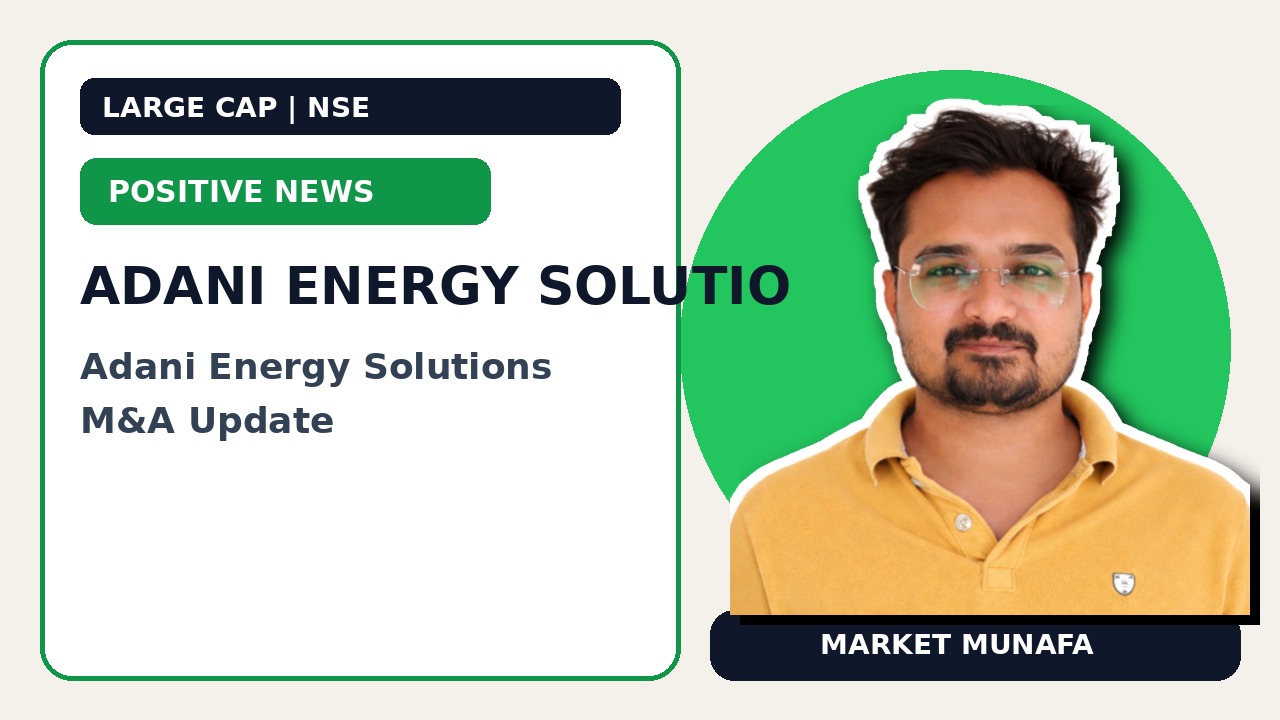 LARGE CAP | NSE
POSITIVE NEWS
ADANI ENERGY SOLUTIO
Adani Energy Solutions
M&A Update
MARKET MUNAFA